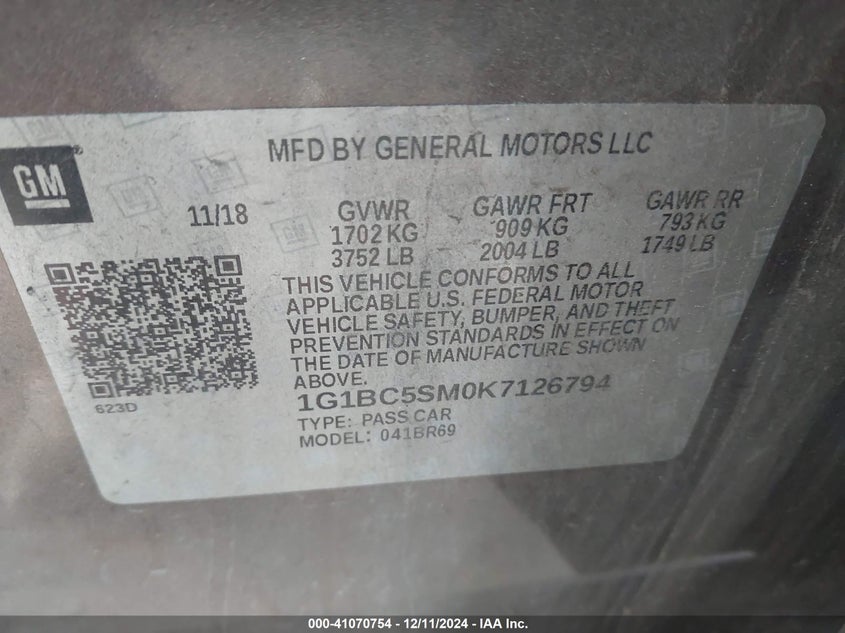 MFD BY GENERAL MOTORS LLC
GM
11/18
GVWR
1702 KG
3752 LB
GAWR FRT
909 KG
2004 LB
GAWR RR
793 KG
1749 LB
THIS VEHICLE CONFORMS TO ALL
APPLICABLE U.S. FEDERAL MOTOR
VEHICLE SAFETY, BUMPER, AND THEFT
PREVENTION STANDARDS IN EFFECT ON
THE DATE OF MANUFACTURE SHOWN
ABOVE.
1G1BC5SM0K7126794
TYPE: PASS CAR
MODEL: 041BR69
623D
000-41070754 - 12/11/2024 - IAA Inc.